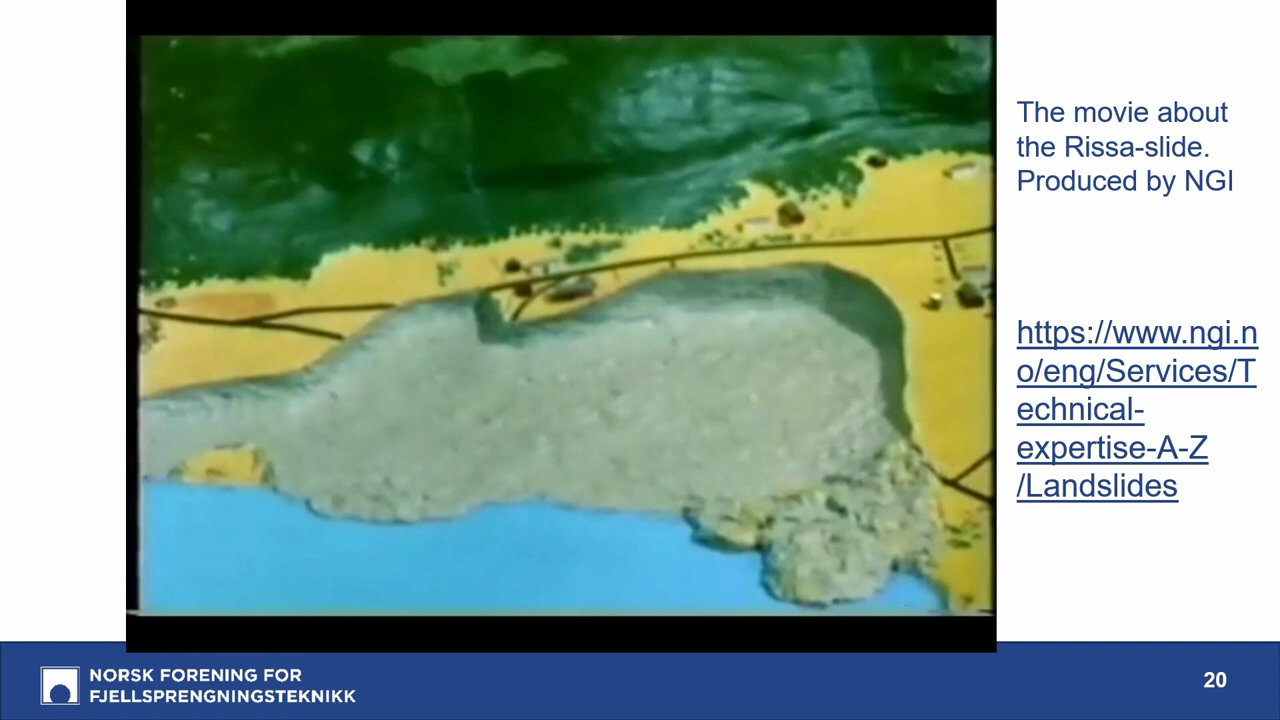 The movie about
the Rissa-slide.
Produced by NGI
https://www.ngi.n
o/eng/Services/T
echnical-
expertise-A-Z
/Landslides
NORSK FORENING FOR
FJELLSPRENGNINGSTEKNIKK
20